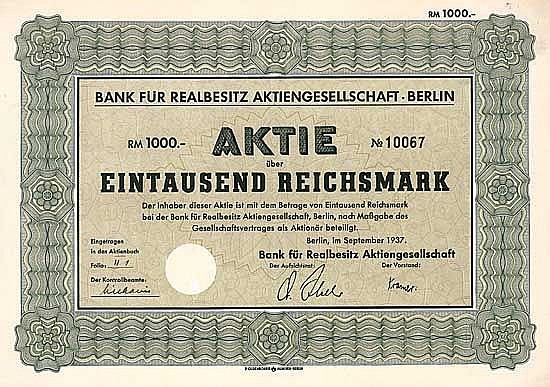 RM 1000.-
BANK FÜR REALBESITZ AKTIENGESELLSCHAFT · BERLIN
RM 1000.- AKTIE № 10067
über
EINTAUSEND REICHSMARK
Der Inhaber dieser Aktie ist mit dem Betrage von Eintausend Reichsmark
bei der Bank für Realbesitz Aktiengesellschaft, Berlin, nach Maßgabe des
Gesellschaftsvertrages als Aktionär beteiligt.
Eingetragen
in das Aktienbuch
Folio:
Der Kontrollbeamte:
Berlin, im September 1937.
Bank für Realbesitz Aktiengesellschaft
Der Aufsichtsrat: Der Vorstand:
Kramer.